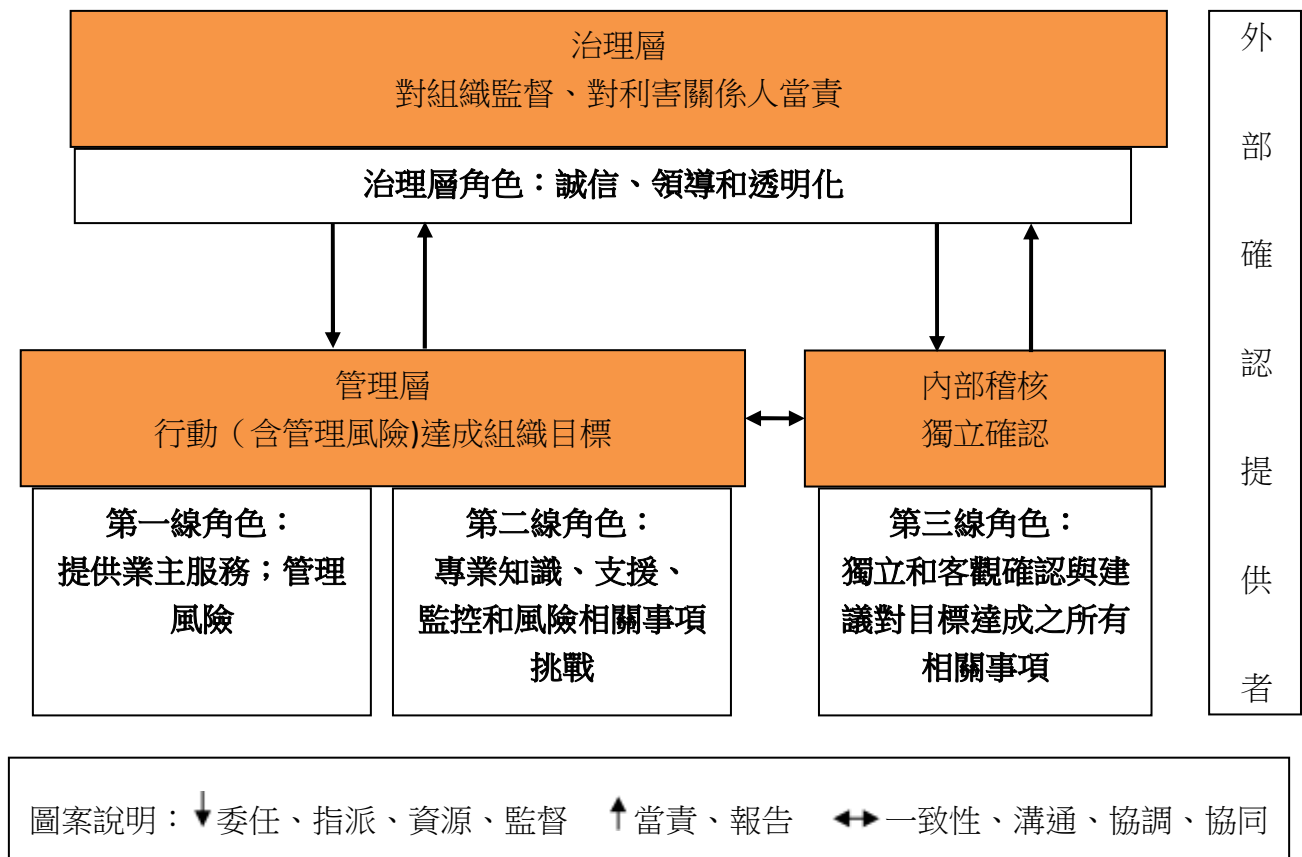 治理層
對組織監督、對利害關係人當責
治理層角色：誠信、領導和透明化
管理層
行動（含管理風險)達成組織目標
內部稽核
獨立確認
第一線角色：
提供業主服務；管理
風險
第二線角色：
專業知識、支援、
監控和風險相關事項
挑戰
第三線角色：
獨立和客觀確認與建
議對目標達成之所有
相關事項
外部確認提供者
圖案說明：↓委任、指派、資源、監督 ↑當責、報告 ↔一致性、溝通、協調、協同